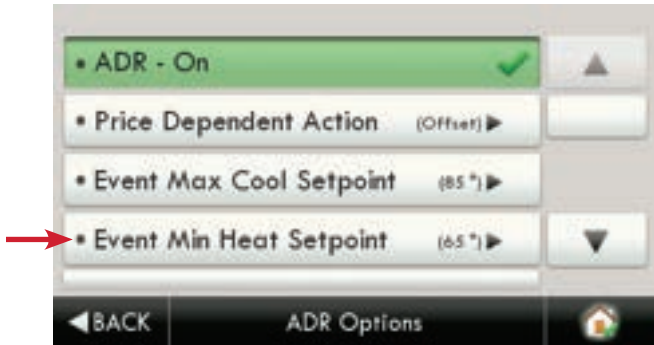 • ADR - On
• Price Dependent Action (Offset)
• Event Max Cool Setpoint (85°)
• Event Min Heat Setpoint (65°)
BACK ADR Options